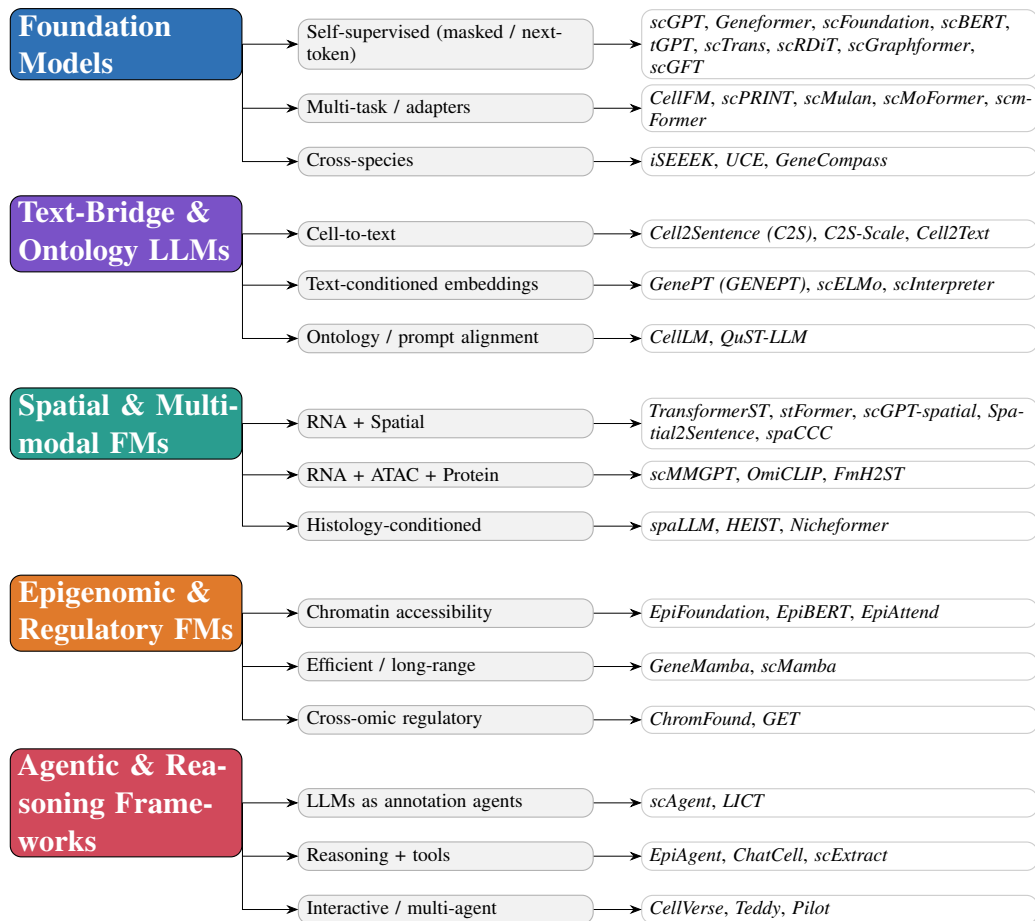 Foundation
Models
Self-supervised (masked / next-
token)
scGPT, Geneformer, scFoundation, scBERT,
tGPT, scTrans, scRDiT, scGraphformer,
scGFT
Multi-task / adapters
CellFM, scPRINT, scMulan, scMoFormer, scm-
Former
Cross-species
iSEEEK, UCE, GeneCompass
Text-Bridge &
Ontology LLMs
Cell-to-text
Cell2Sentence (C2S), C2S-Scale, Cell2Text
Text-conditioned embeddings
GenePT (GENEPT), scELMo, scInterpreter
Ontology / prompt alignment
CellLM, QuST-LLM
Spatial & Multi-
modal FMs
RNA + Spatial
TransformerST, stFormer, scGPT-spatial, Spa-
tial2Sentence, spaCCC
RNA + ATAC + Protein
scMMGPT, OmiCLIP, FmH2ST
Histology-conditioned
spaLLM, HEIST, Nicheformer
Epigenomic &
Regulatory FMs
Chromatin accessibility
EpiFoundation, EpiBERT, EpiAttend
Efficient / long-range
GeneMamba, scMamba
Cross-omic regulatory
ChromFound, GET
Agentic & Rea-
soning Frame-
works
LLMs as annotation agents
scAgent, LICT
Reasoning + tools
EpiAgent, ChatCell, scExtract
Interactive / multi-agent
CellVerse, Teddy, Pilot